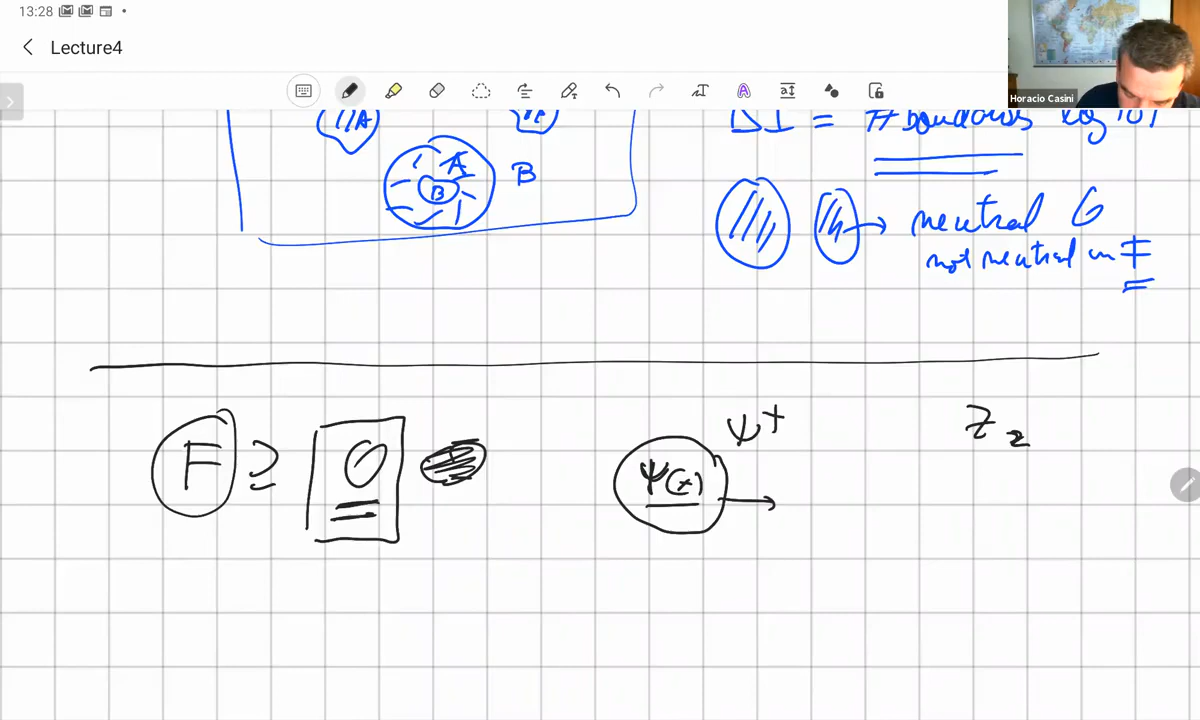 13:28
Lecture4
Horacio Casini
A
ΔI = # boundaries log |G|
A
B
B
neutral G
not neutral in F
F ⊇ O
ψ†
ψ(x)
Z₂